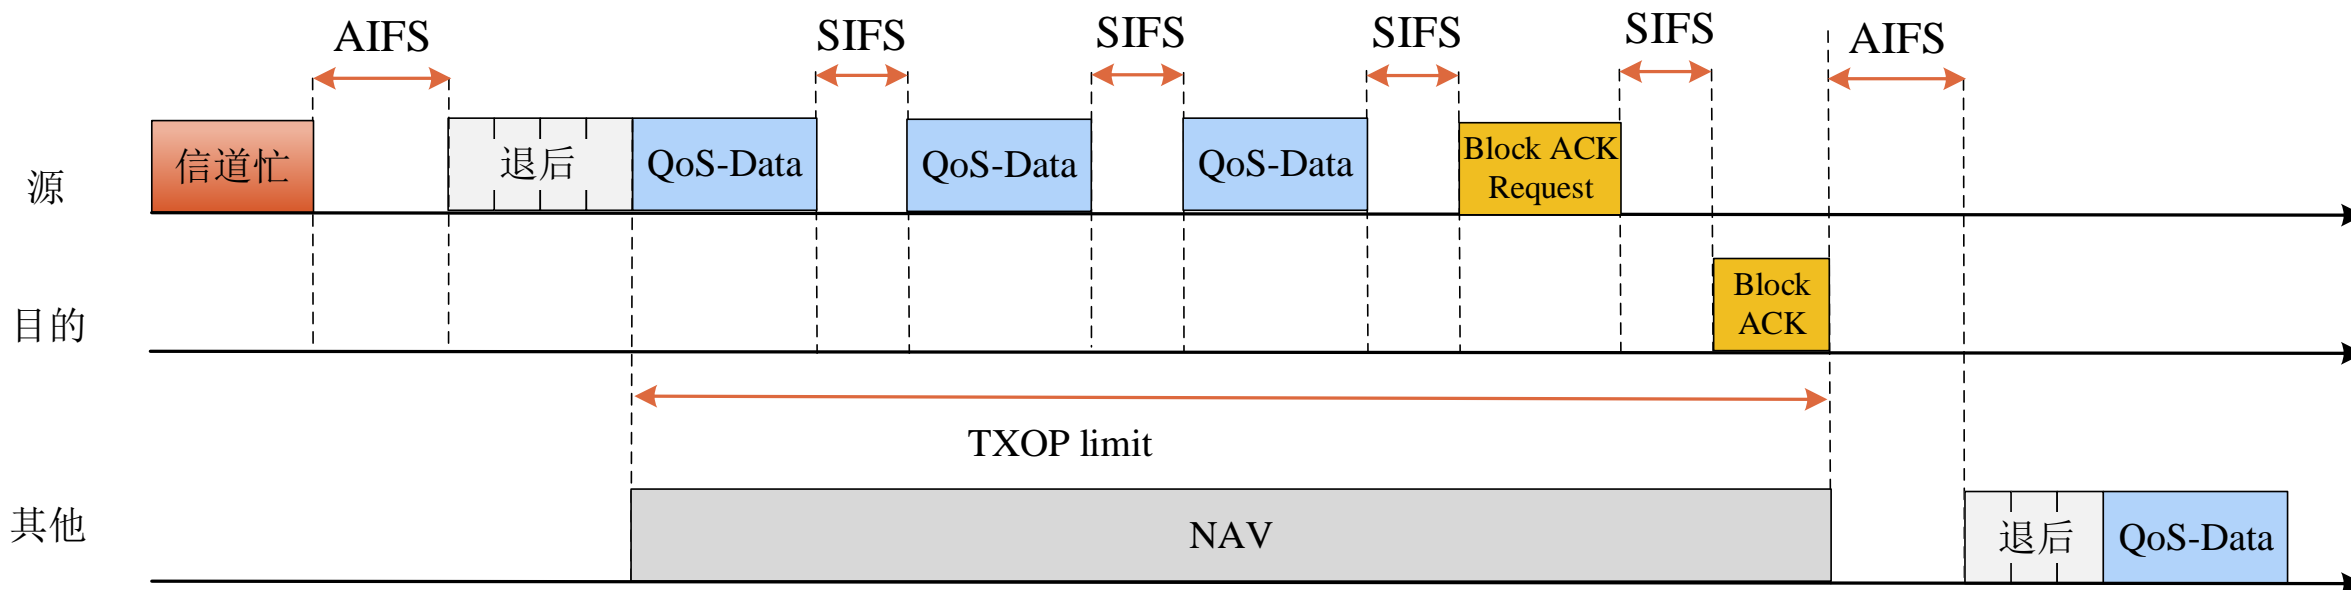 AIFS
SIFS
SIFS
SIFS
SIFS
AIFS
源
信道忙
退后
QoS-Data
QoS-Data
QoS-Data
Block ACK
Request
目的
Block
ACK
TXOP limit
其他
NAV
退后
QoS-Data